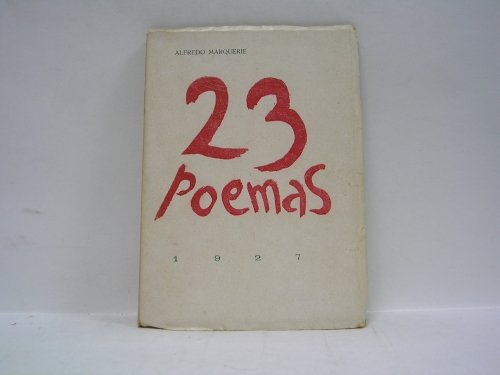 ALFREDO MARQUERIE
23
Poemas
1 9 2 7